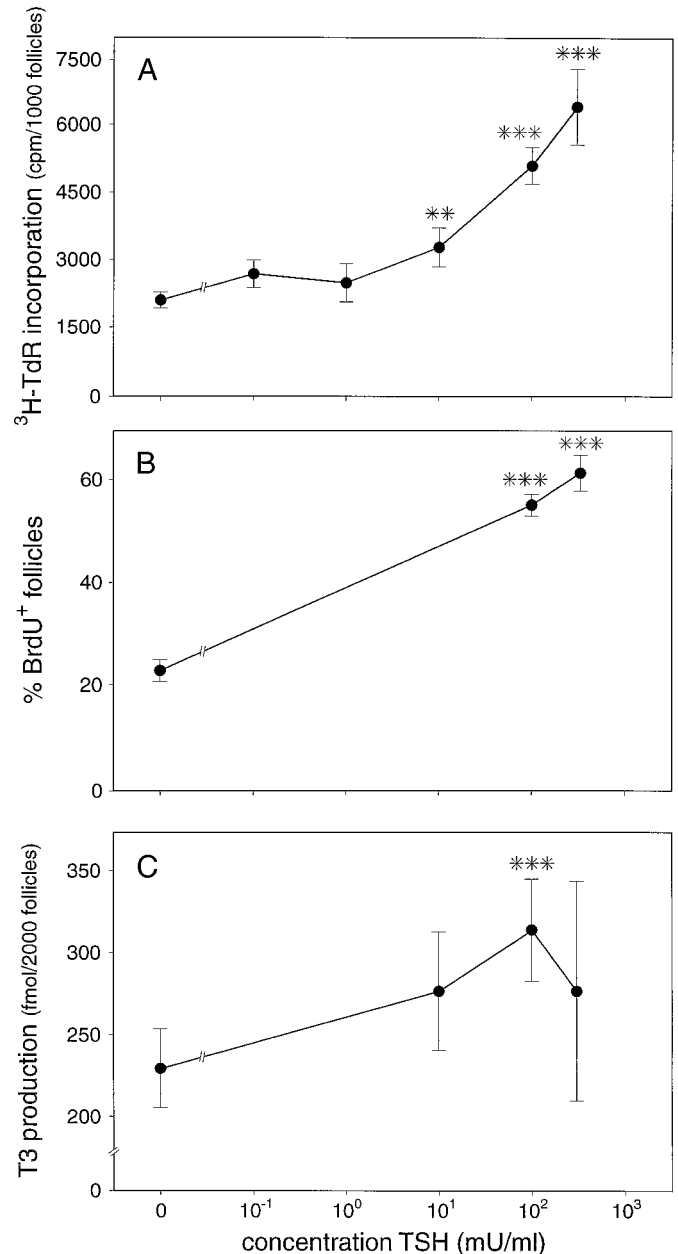 A
³H-TdR incorporation (cpm/1000 follicles)
7500
6000
4500
3000
1500
0
**
***
***
B
% BrdU⁺ follicles
60
40
20
0
***
***
C
T3 production (fmol/2000 follicles)
350
300
250
200
0
***
0 10⁻¹ 10⁰ 10¹ 10² 10³
concentration TSH (mU/ml)